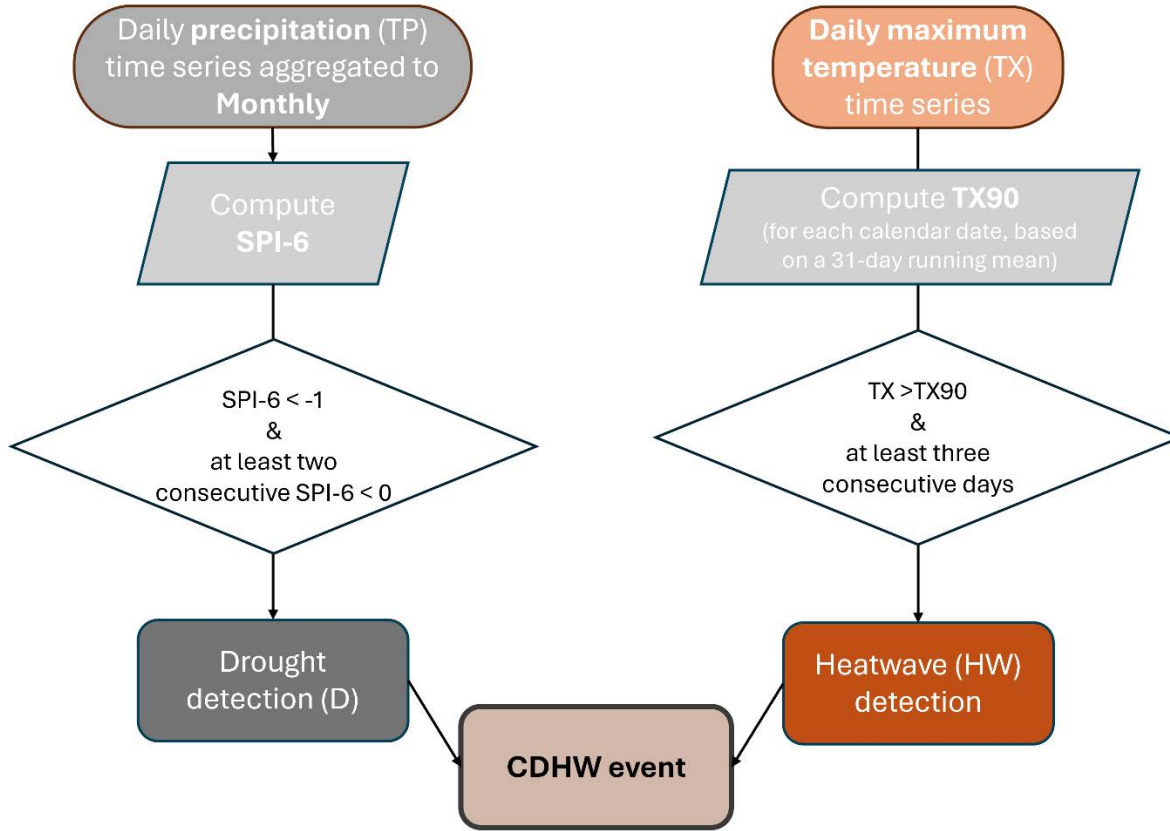 Daily precipitation (TP)
time series aggregated to
Monthly
Compute
SPI-6
SPI-6 < -1
&
at least two
consecutive SPI-6 < 0
Drought
detection (D)
Daily maximum
temperature (TX)
time series
Compute TX90
(for each calendar date, based
on a 31-day running mean)
TX >TX90
&
at least three
consecutive days
Heatwave (HW)
detection
CDHW event